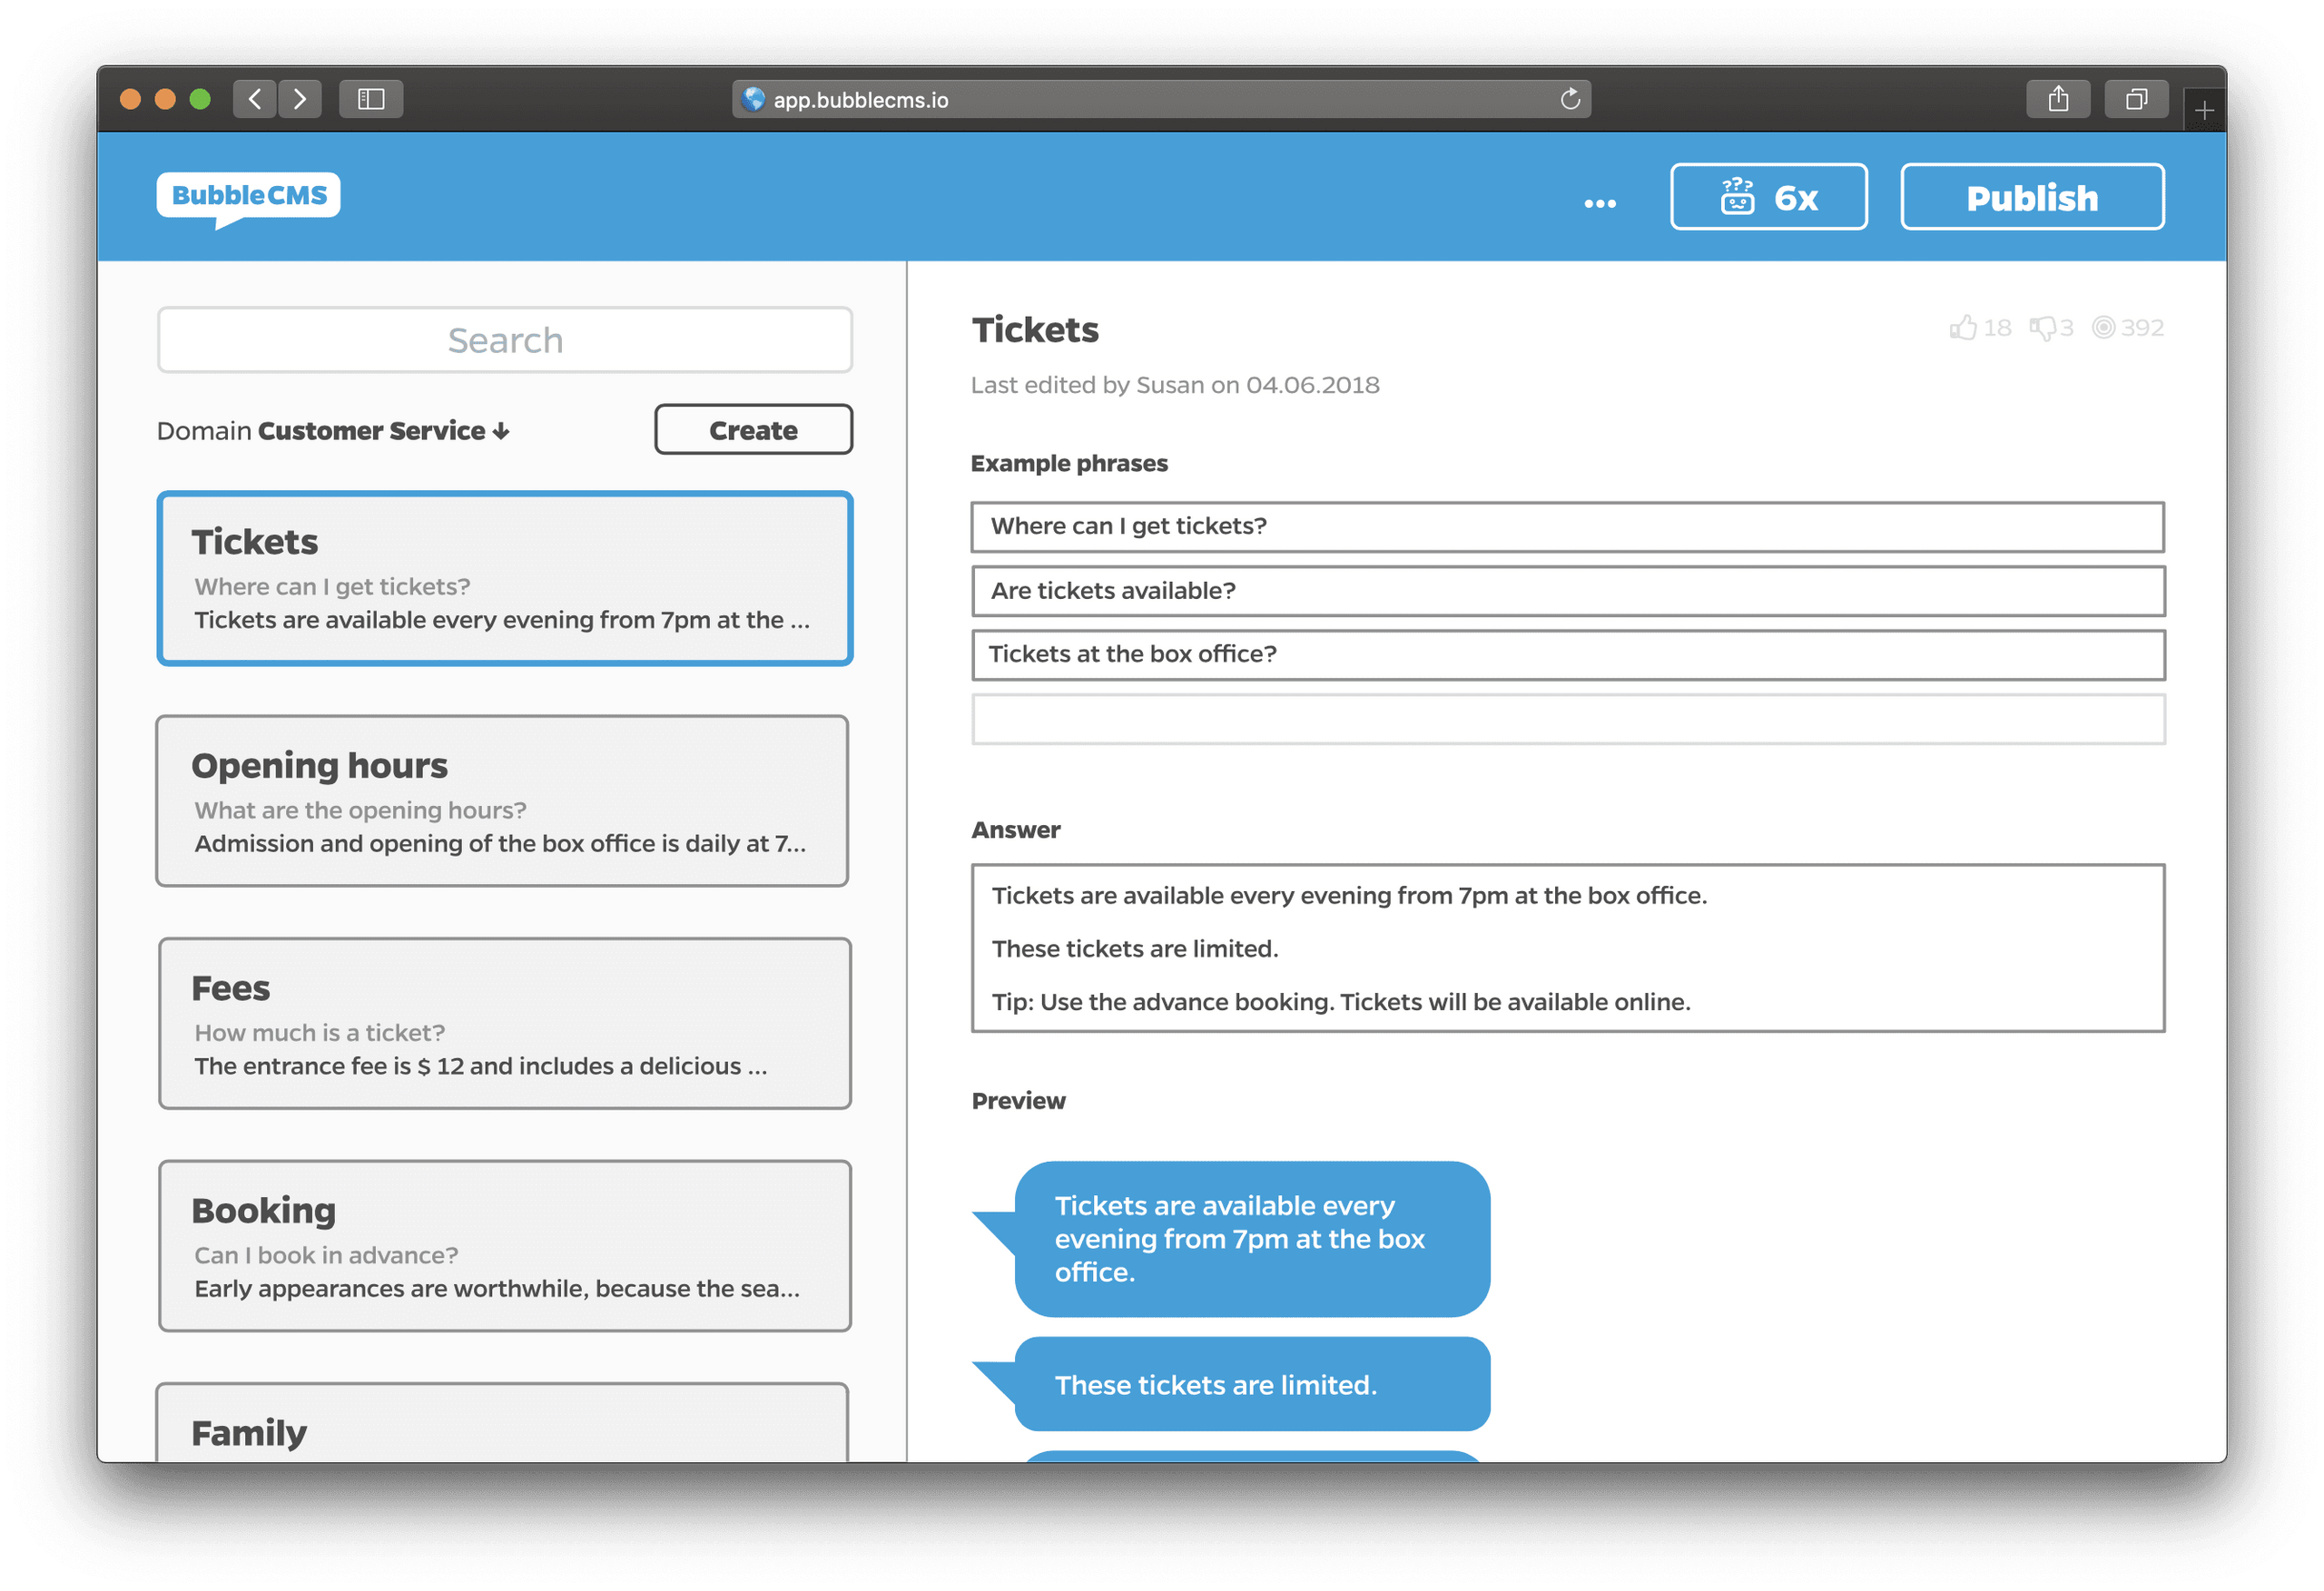 app.bubblecms.io
BubbleCMS
...
??? 6x
Publish
Search
Domain Customer Service ↓
Create
Tickets
Where can I get tickets?
Tickets are available every evening from 7pm at the ...
Opening hours
What are the opening hours?
Admission and opening of the box office is daily at 7...
Fees
How much is a ticket?
The entrance fee is $ 12 and includes a delicious ...
Booking
Can I book in advance?
Early appearances are worthwhile, because the sea...
Family
Tickets
18 3 392
Last edited by Susan on 04.06.2018
Example phrases
Where can I get tickets?
Are tickets available?
Tickets at the box office?
Answer
Tickets are available every evening from 7pm at the box office.
These tickets are limited.
Tip: Use the advance booking. Tickets will be available online.
Preview
Tickets are available every
evening from 7pm at the box
office.
These tickets are limited.